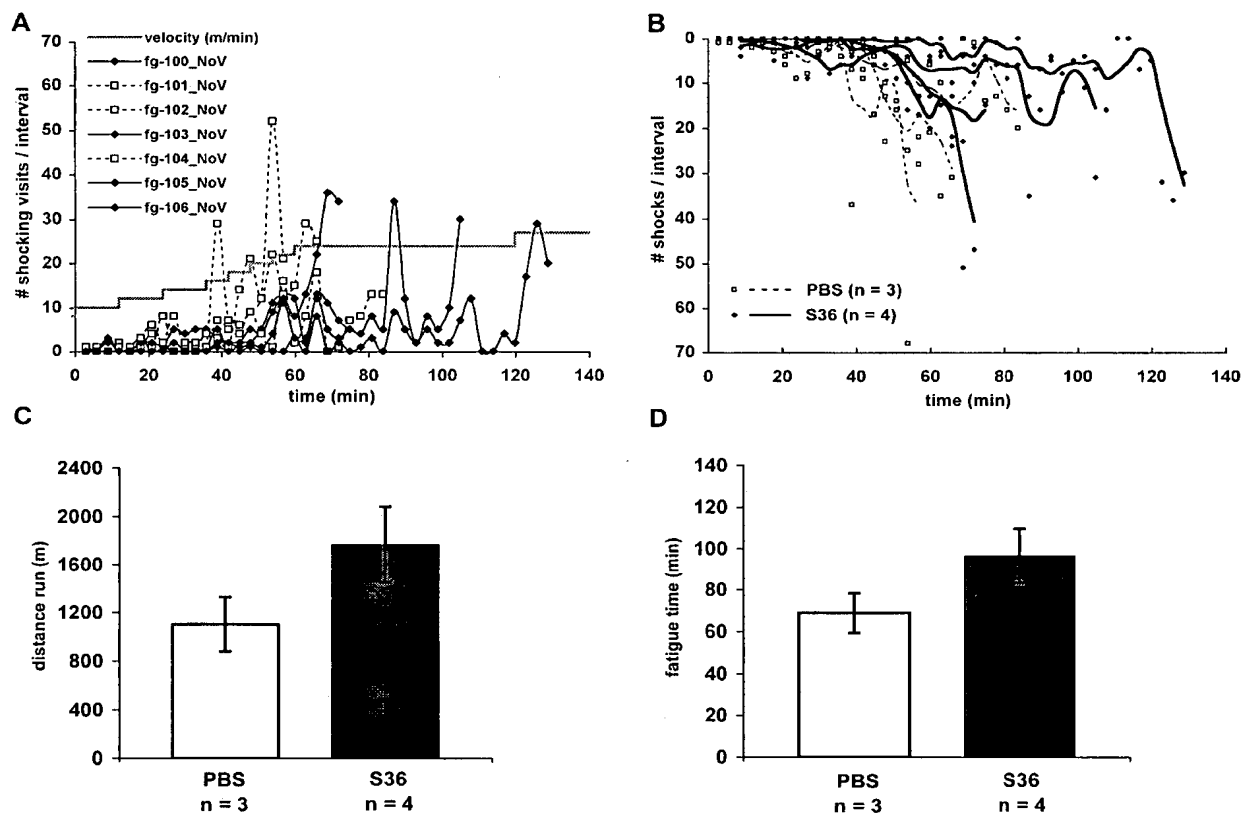 A
velocity (m/min)
fg-100_NoV
fg-101_NoV
fg-102_NoV
fg-103_NoV
fg-104_NoV
fg-105_NoV
fg-106_NoV
# shocking visits / interval
70
60
50
40
30
20
10
0
0 20 40 60 80 100 120 140
time (min)
B
# shocks / interval
0
10
20
30
40
50
60
70
PBS (n = 3)
S36 (n = 4)
0 20 40 60 80 100 120 140
time (min)
C
distance run (m)
2400
2000
1600
1200
800
400
0
PBS S36
n = 3 n = 4
D
fatigue time (min)
140
120
100
80
60
40
20
0
PBS S36
n = 3 n = 4